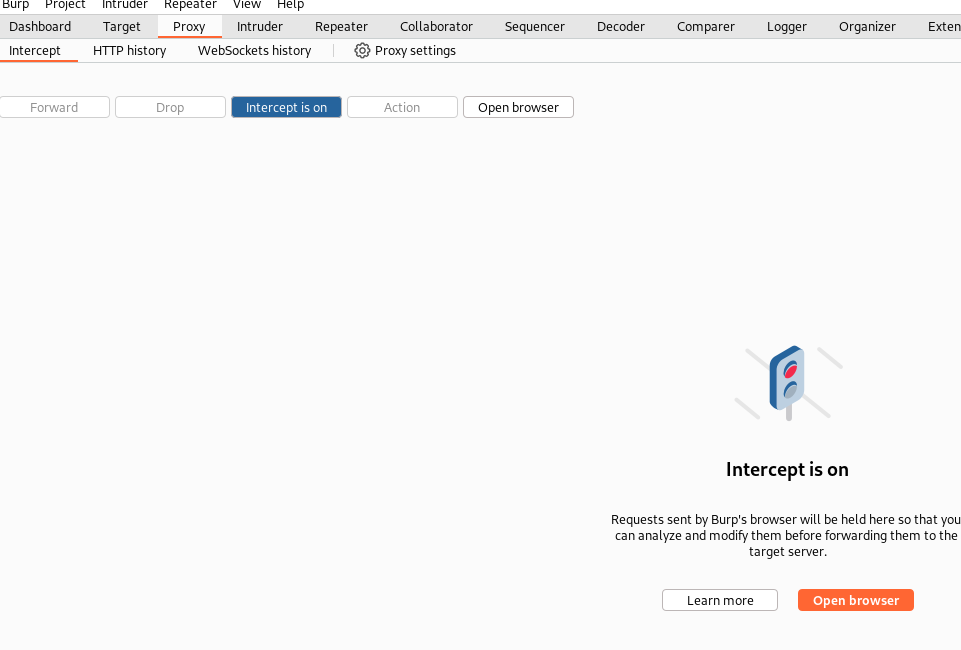 Burp Project Intruder Repeater View Help
Dashboard Target Proxy Intruder Repeater Collaborator Sequencer Decoder Comparer Logger Organizer Exten
Intercept HTTP history WebSockets history Proxy settings
Forward Drop Intercept is on Action Open browser
Intercept is on
Requests sent by Burp's browser will be held here so that you
can analyze and modify them before forwarding them to the
target server.
Learn more Open browser